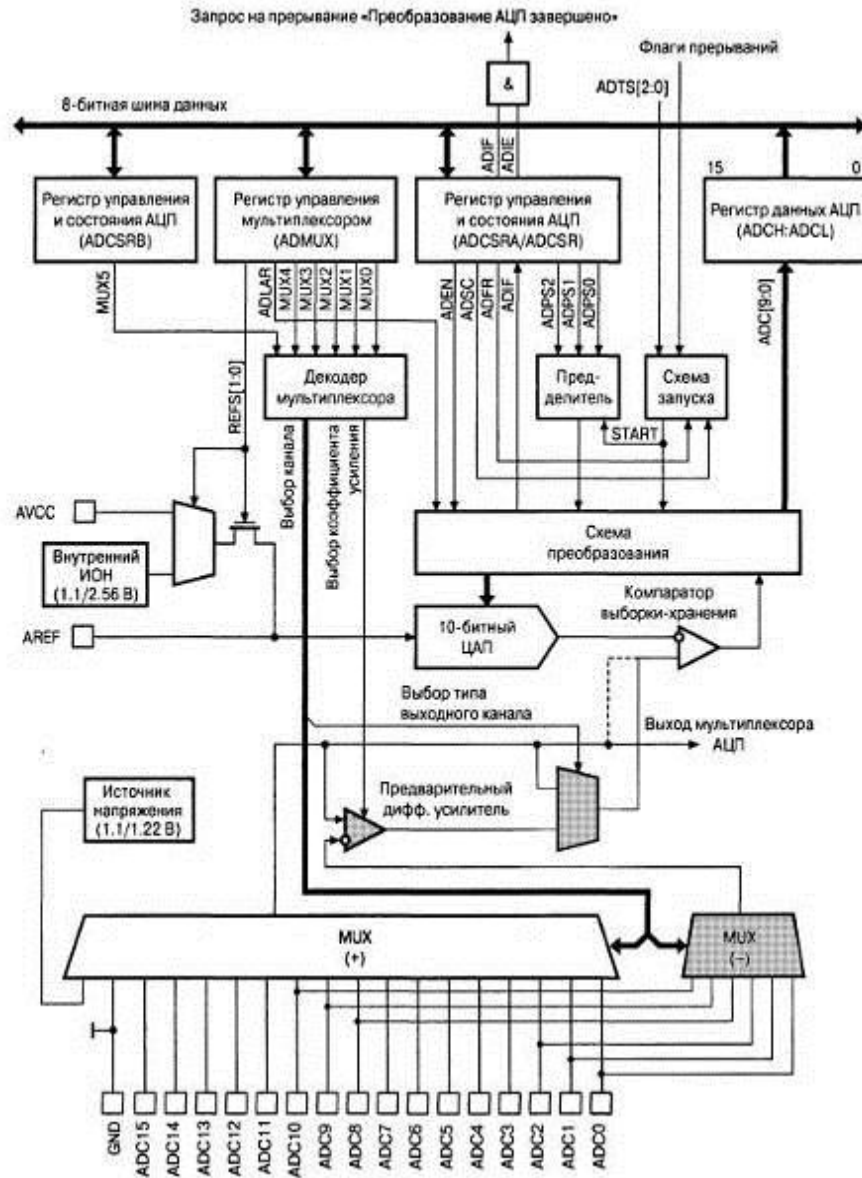 Запрос на прерывание «Преобразование АЦП завершено»
Флаги прерываний
&
ADTS[2:0]
8-битная шина данных
ADIF
ADIE
15
0
Регистр управления
и состояния АЦП
(ADCSRB)
Регистр управления
мультиплексором
(ADMUX)
Регистр управления
и состояния АЦП
(ADCSRA/ADCSR)
Регистр данных АЦП
(ADCH:ADCL)
MUX5
ADLAR
MUX4
MUX3
MUX2
MUX1
MUX0
ADEN
ADSC
ADFR
ADIF
ADPS2
ADPS1
ADPS0
ADC[9:0]
REFS[1:0]
Декодер
мультиплексора
Пред-
делитель
Схема
запуска
START
Выбор канала
Выбор коэффициента
усиления
AVCC
Внутренний
ИОН
(1.1/2.56 В)
Схема
преобразования
Компаратор
выборки-хранения
AREF
10-битный
ЦАП
Выбор типа
выходного канала
Выход мультиплексора
АЦП
Источник
напряжения
(1.1/1.22 В)
Предварительный
дифф. усилитель
MUX
(+)
MUX
(−)
GND
ADC15
ADC14
ADC13
ADC12
ADC11
ADC10
ADC9
ADC8
ADC7
ADC6
ADC5
ADC4
ADC3
ADC2
ADC1
ADC0